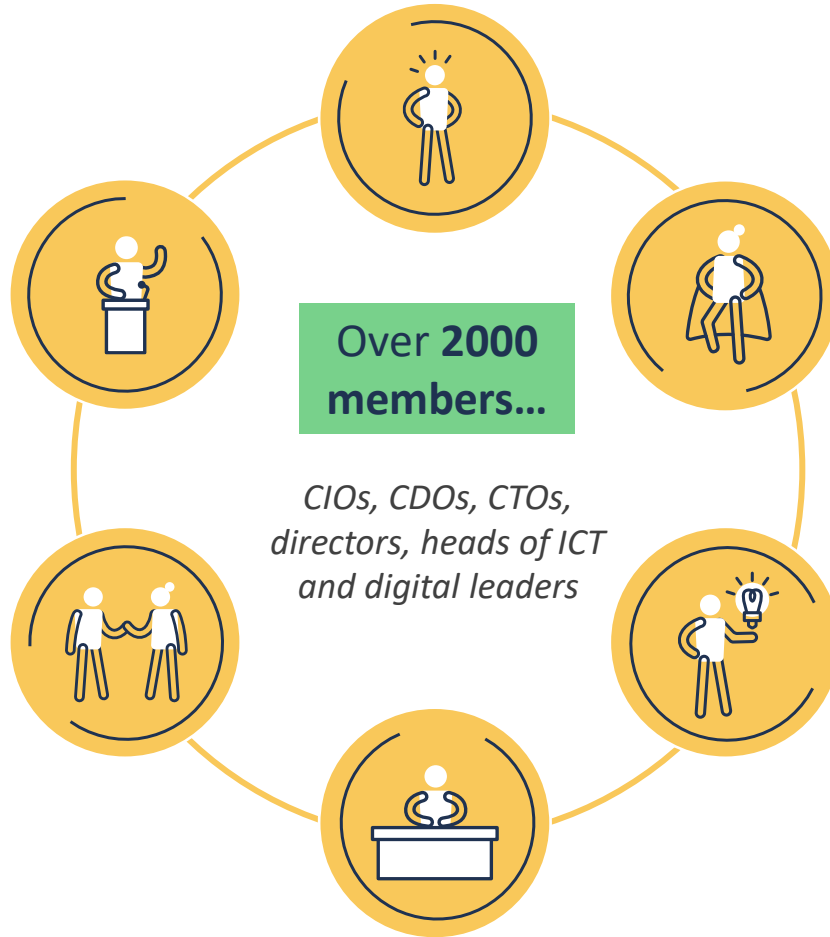 Over 2000
members...
CIOs, CDOs, CTOs,
directors, heads of ICT
and digital leaders